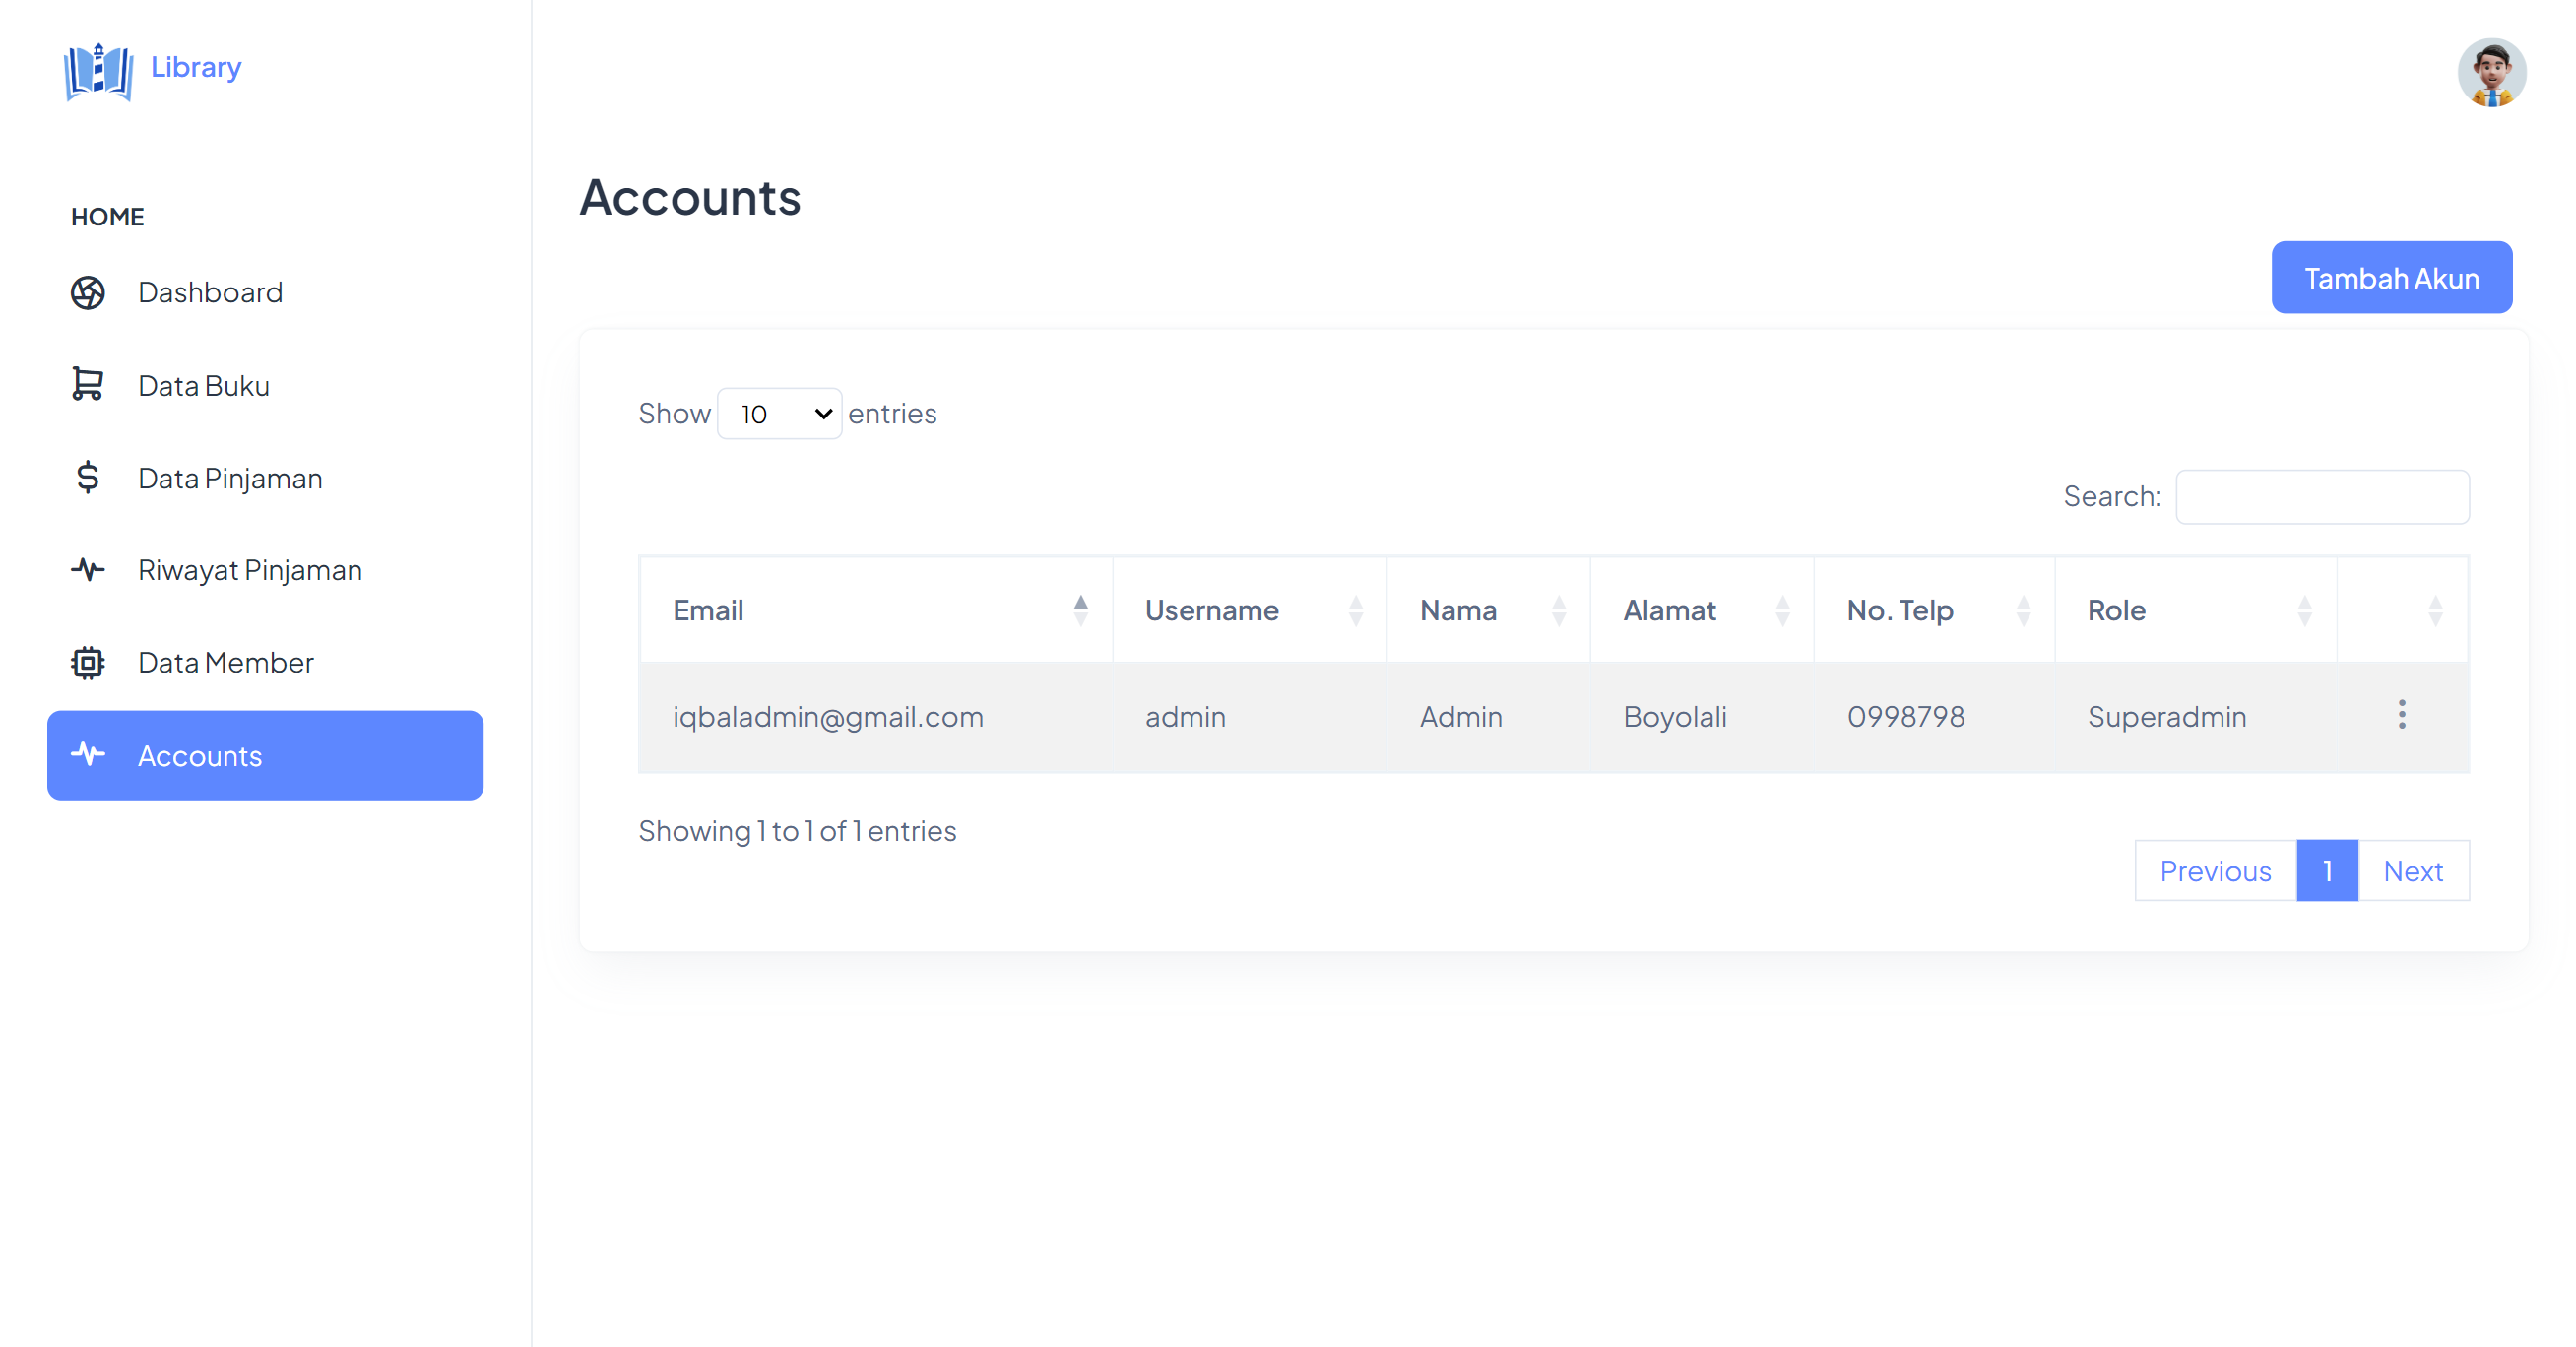 Library
HOME
Dashboard
Data Buku
Data Pinjaman
Riwayat Pinjaman
Data Member
Accounts
Accounts
Tambah Akun
Show 10 entries
Search:
Email Username Nama Alamat No. Telp Role
iqbaladmin@gmail.com admin Admin Boyolali 0998798 Superadmin
Showing 1 to 1 of 1 entries
Previous 1 Next